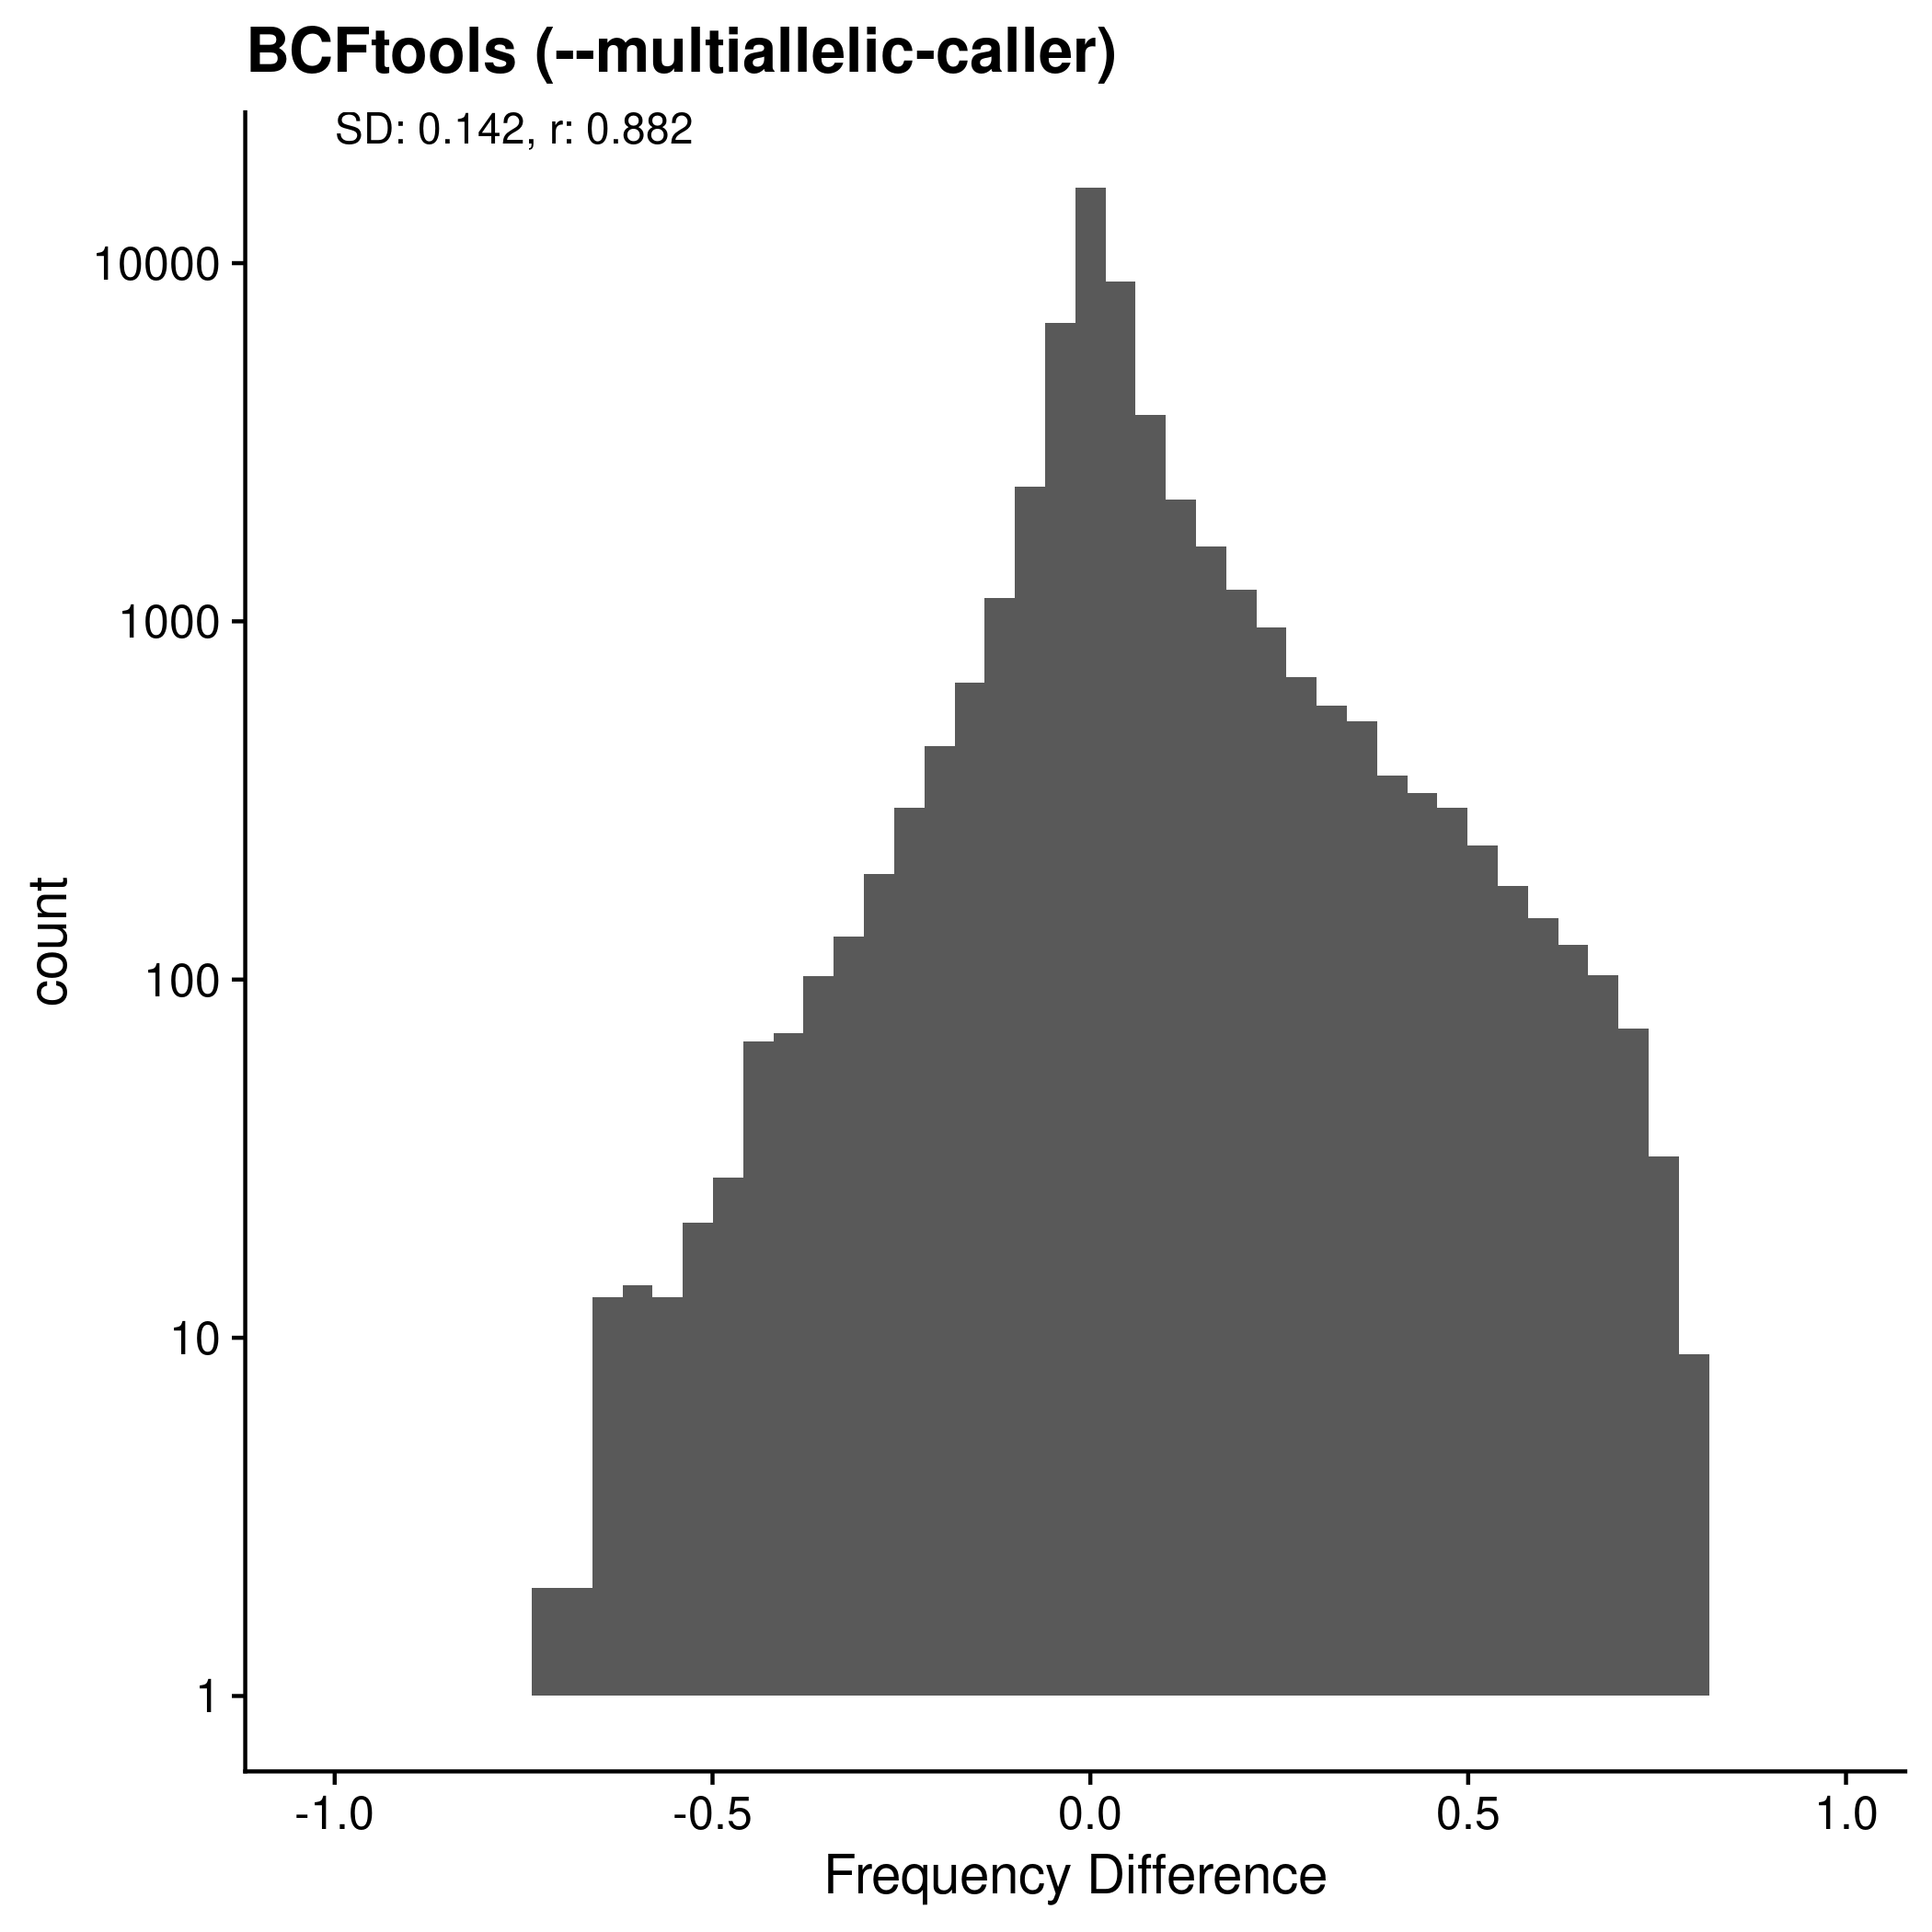 BCFtools (--multiallelic-caller)
SD: 0.142, r: 0.882
10000
1000
100
10
1
count
-1.0 -0.5 0.0 0.5 1.0
Frequency Difference